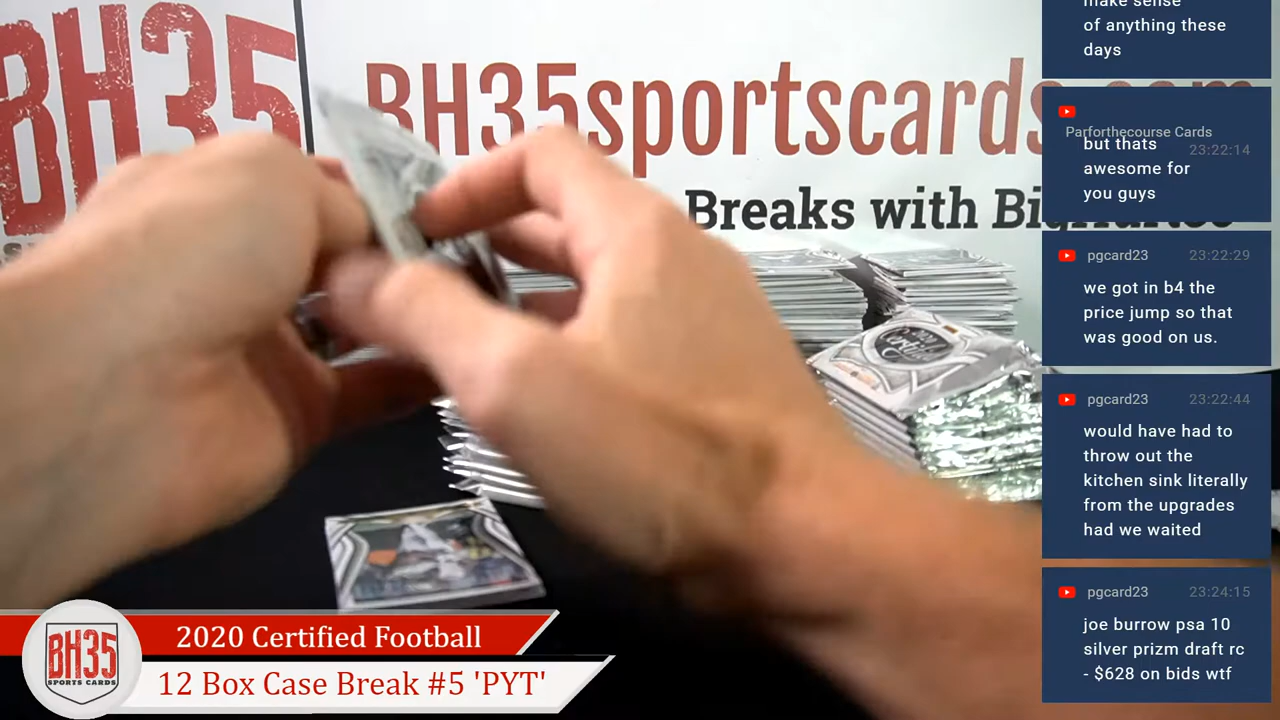 BH35
BH35sportscards.com
Breaks with Big
make sense
of anything these
days
Parforthecourse Cards
23:22:14
but thats
awesome for
you guys
pgcard23 23:22:29
we got in b4 the
price jump so that
was good on us.
pgcard23 23:22:44
would have had to
throw out the
kitchen sink literally
from the upgrades
had we waited
pgcard23 23:24:15
joe burrow psa 10
silver prizm draft rc
- $628 on bids wtf
2020 Certified Football
12 Box Case Break #5 'PYT'
BH35
SPORTS CARDS